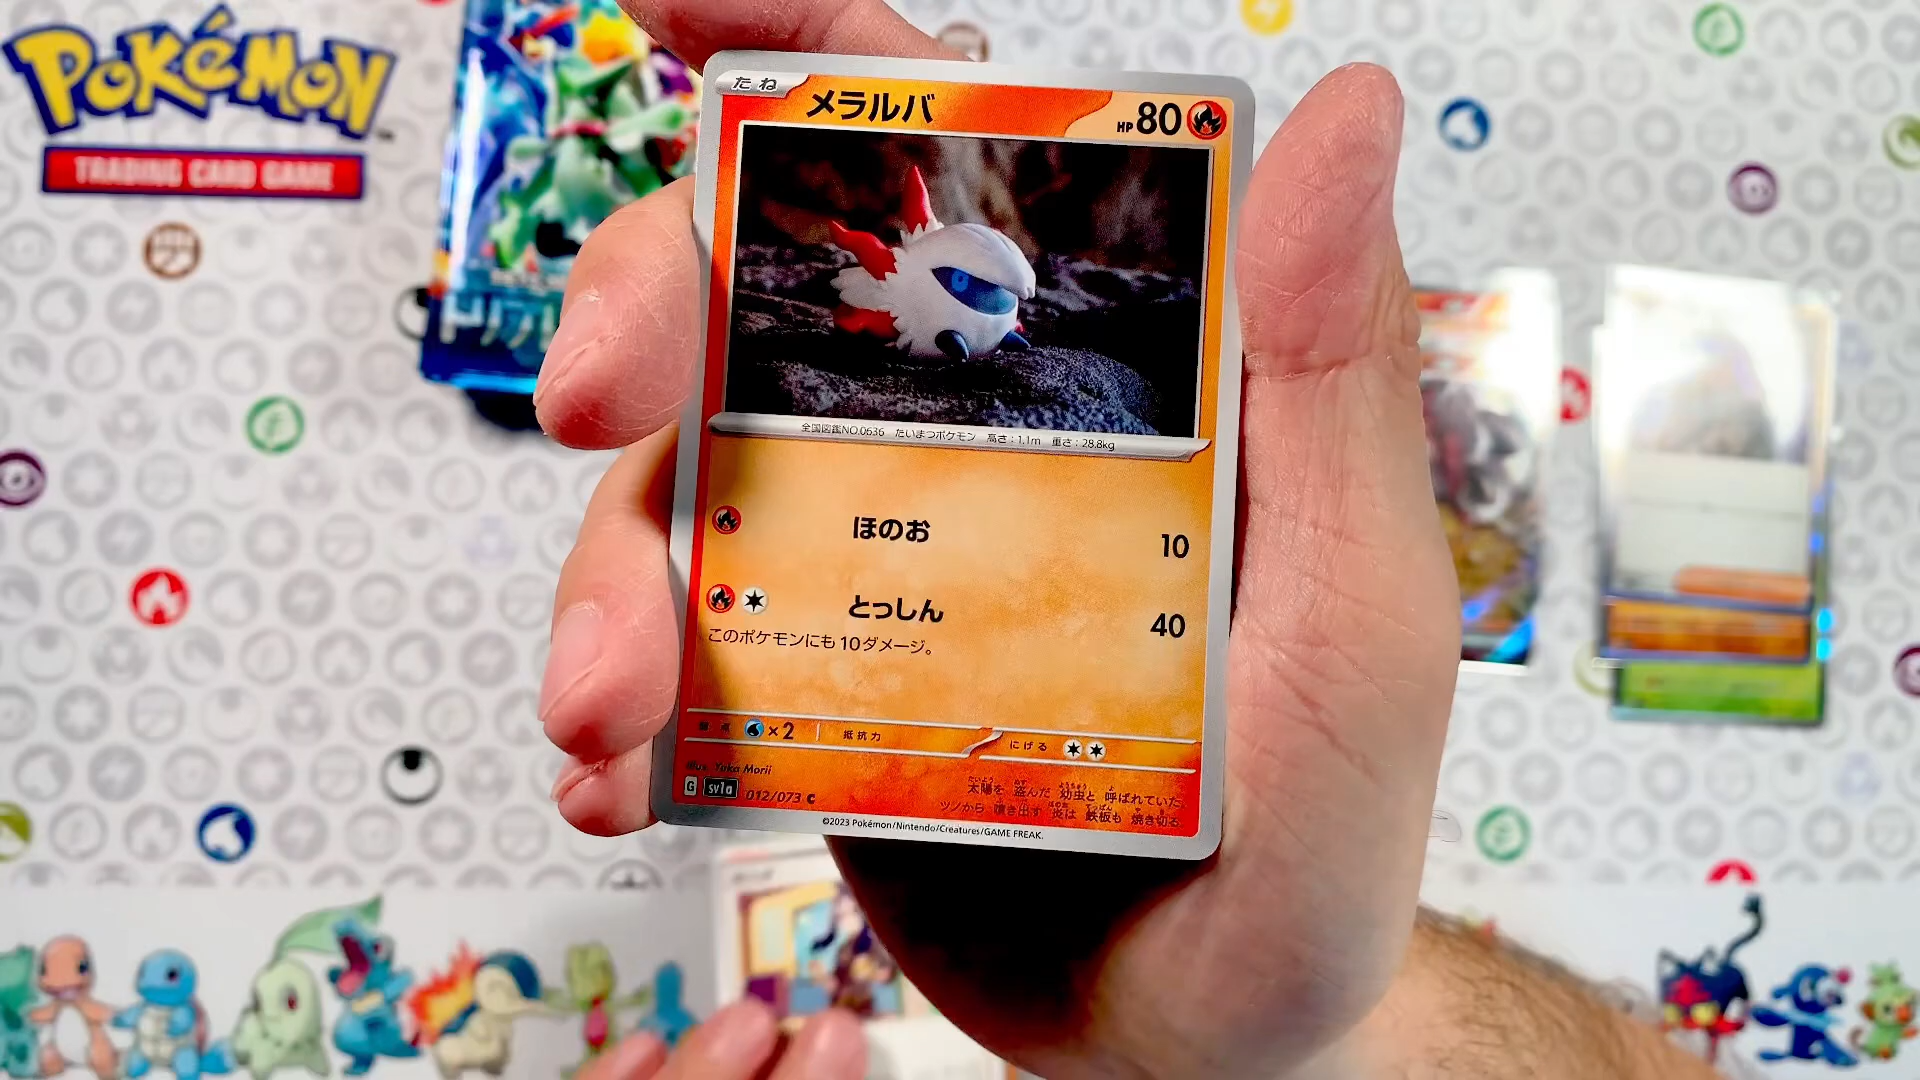 POKÉMON
TRADING CARD GAME
たね
メラルバ
HP 80
全国図鑑NO.0636 たいまつポケモン 高さ:1.1m 重さ:28.8kg
ほのお 10
とっしん 40
このポケモンにも10ダメージ。
弱点 ×2 抵抗力 にげる
Illus. Yuka Morii
G sv1a 012/073 C
太陽を 盗んだ 幼虫と 呼ばれていた。
ツノから 噴き出す 炎は 鉄板も 焼き切る。
©2023 Pokémon/Nintendo/Creatures/GAME FREAK.